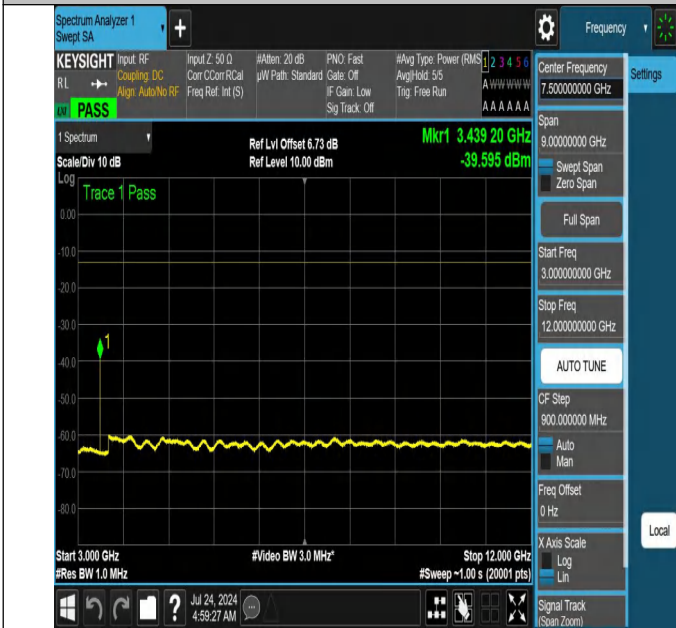 Spectrum Analyzer 1
Swept SA
+
Frequency
KEYSIGHT
R L
PASS
Input: RF
Coupling: DC
Align: Auto/No RF
Input Z: 50 Ω
Corr CCorr RCal
Freq Ref: Int (S)
#Atten: 20 dB
µW Path: Standard
PNO: Fast
Gate: Off
IF Gain: Low
Sig Track: Off
#Avg Type: Power (RMS
Avg|Hold: 5/5
Trig: Free Run
1 2 3 4 5 6
A W W W W W
A A A A A A
1 Spectrum
Scale/Div 10 dB
Log
Ref Lvl Offset 6.73 dB
Ref Level 10.00 dBm
Mkr1 3.439 20 GHz
-39.595 dBm
Trace 1 Pass
0.00
-10.0
-20.0
-30.0
1
-40.0
-50.0
-60.0
-70.0
-80.0
Start 3.000 GHz
#Res BW 1.0 MHz
#Video BW 3.0 MHz*
Stop 12.000 GHz
#Sweep ~1.00 s (20001 pts)
?
Jul 24, 2024
4:59:27 AM
Center Frequency
7.500000000 GHz
Settings
Span
9.00000000 GHz
Swept Span
Zero Span
Full Span
Start Freq
3.000000000 GHz
Stop Freq
12.000000000 GHz
AUTO TUNE
CF Step
900.000000 MHz
Auto
Man
Freq Offset
0 Hz
Local
X Axis Scale
Log
Lin
Signal Track
(Span Zoom)